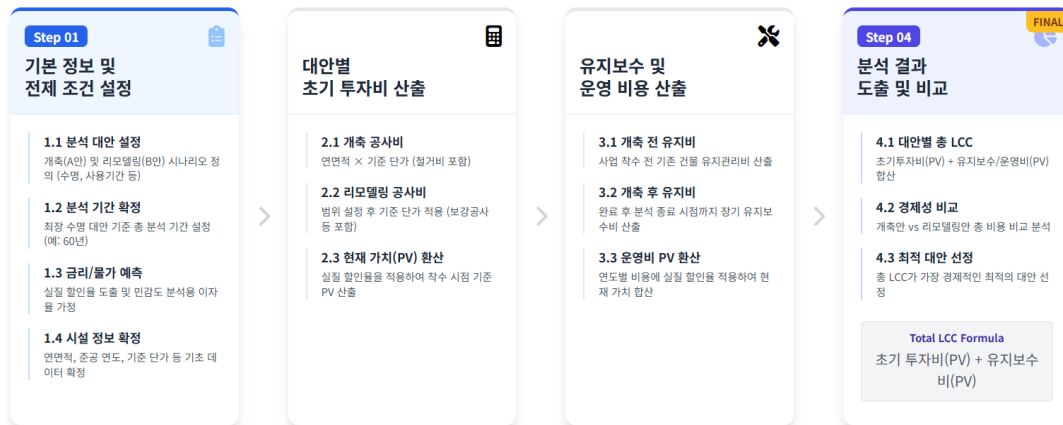 Step 01
기본 정보 및
전제 조건 설정
1.1 분석 대안 설정
개축(A안) 및 리모델링(B안) 시나리오 정
의 (수명, 사용기간 등)
1.2 분석 기간 확정
최장 수명 대안 기준 총 분석 기간 설정
(예: 60년)
1.3 금리/물가 예측
실질 할인율 도출 및 민감도 분석용 이자
율 가정
1.4 시설 정보 확정
연면적, 준공 연도, 기준 단가 등 기초 데
이터 확정
대안별
초기 투자비 산출
2.1 개축 공사비
연면적 × 기준 단가 (철거비 포함)
2.2 리모델링 공사비
범위 설정 후 기준 단가 적용 (보강공사
등 포함)
2.3 현재 가치(PV) 환산
실질 할인율을 적용하여 착수 시점 기준
PV 산출
유지보수 및
운영 비용 산출
3.1 개축 전 유지비
사업 착수 전 기존 건물 유지관리비 산출
3.2 개축 후 유지비
완료 후 분석 종료 시점까지 장기 유지보
수비 산출
3.3 운영비 PV 환산
연도별 비용에 실질 할인율 적용하여 현
재 가치 합산
FINAL
Step 04
분석 결과
도출 및 비교
4.1 대안별 총 LCC
초기투자비(PV) + 유지보수/운영비(PV)
합산
4.2 경제성 비교
개축안 vs 리모델링안 총 비용 비교 분석
4.3 최적 대안 선정
총 LCC가 가장 경제적인 최적의 대안 선
정
Total LCC Formula
초기 투자비(PV) + 유지보수
비(PV)